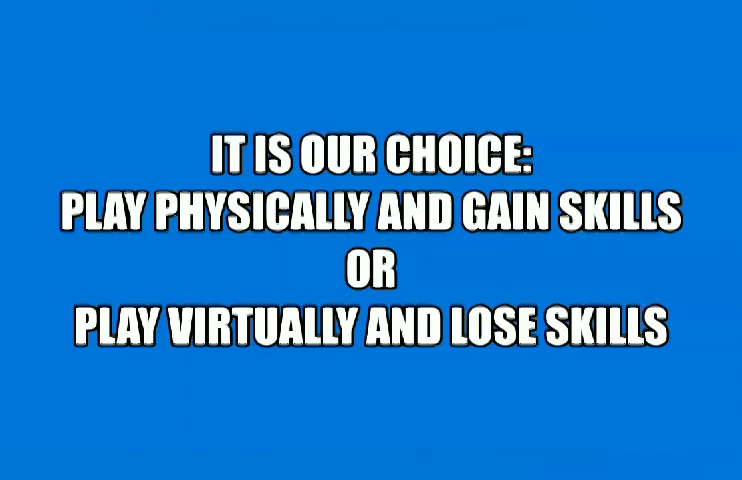 IT IS OUR CHOICE:
PLAY PHYSICALLY AND GAIN SKILLS
OR
PLAY VIRTUALLY AND LOSE SKILLS